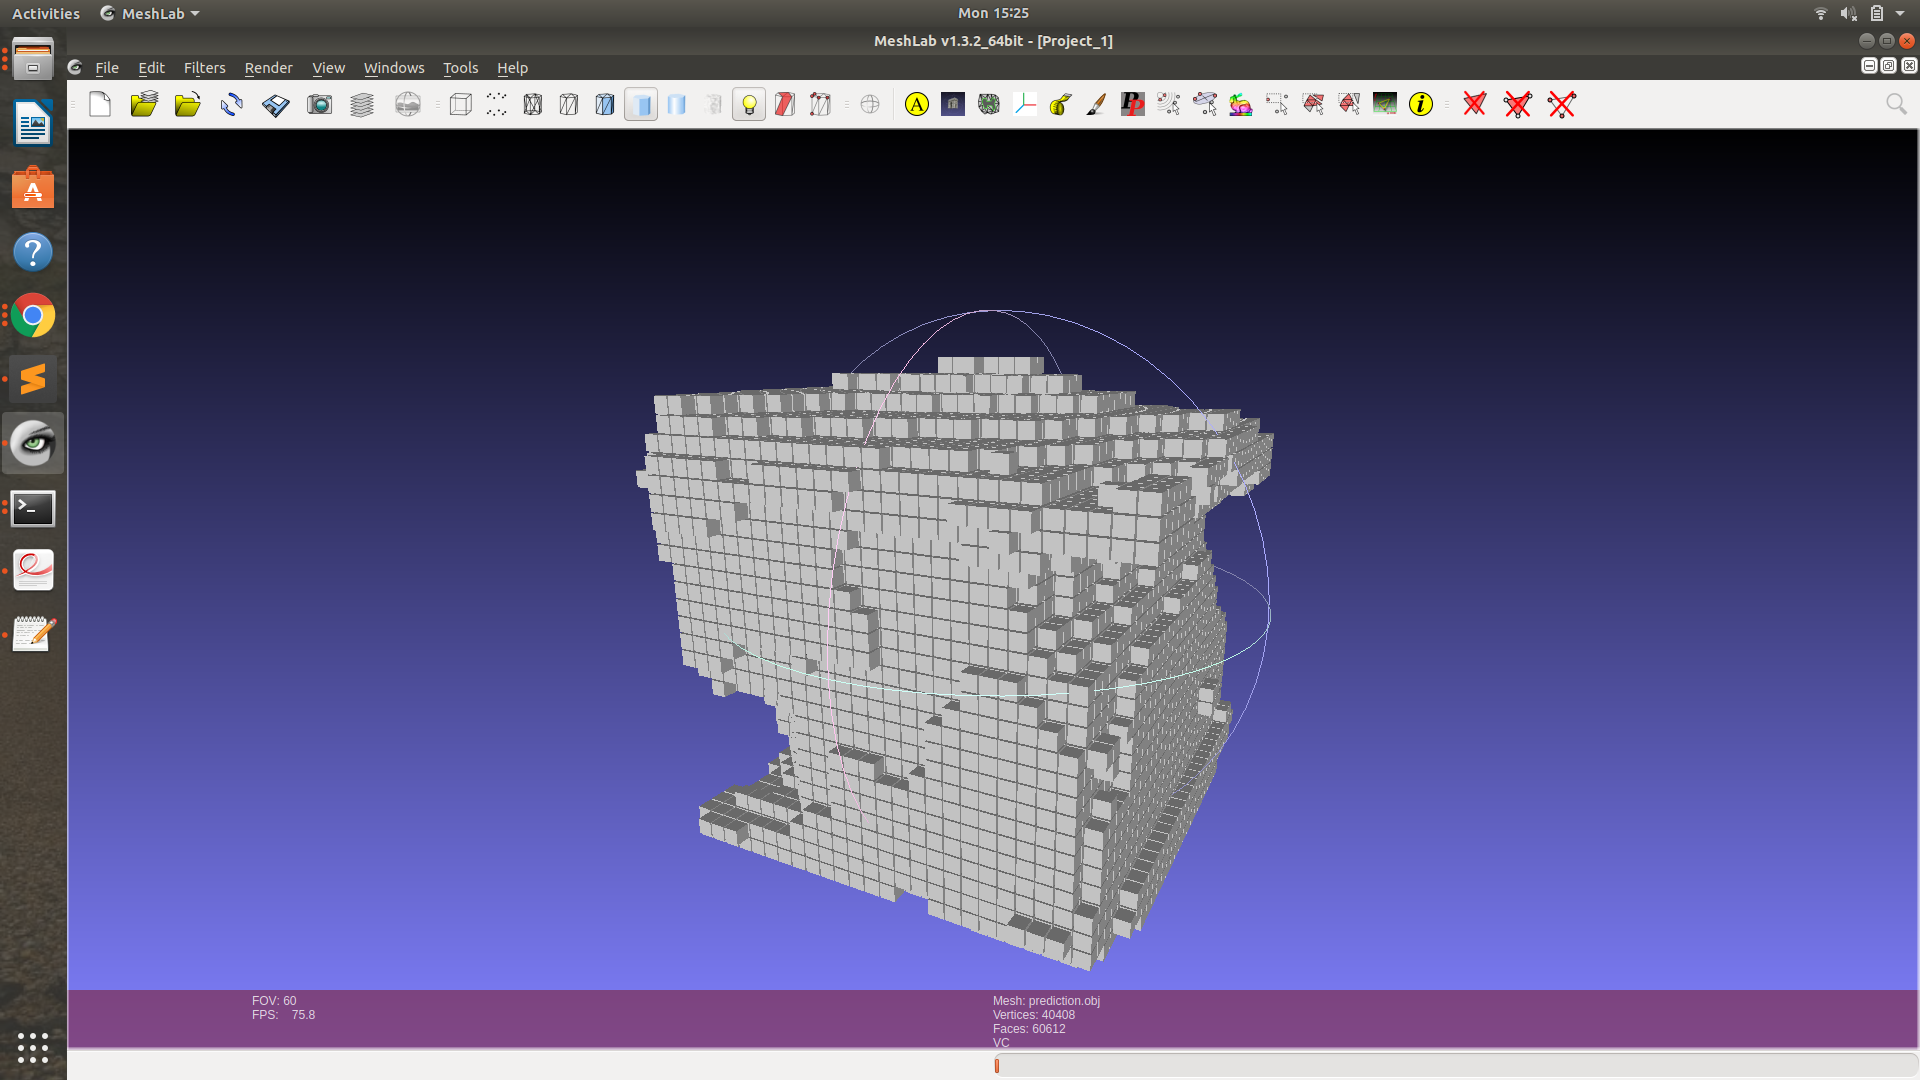 Activities MeshLab Mon 15:25
MeshLab v1.3.2_64bit - [Project_1]
File Edit Filters Render View Windows Tools Help
A PP i
FOV: 60
FPS: 75.8
Mesh: prediction.obj
Vertices: 40408
Faces: 60612
VC